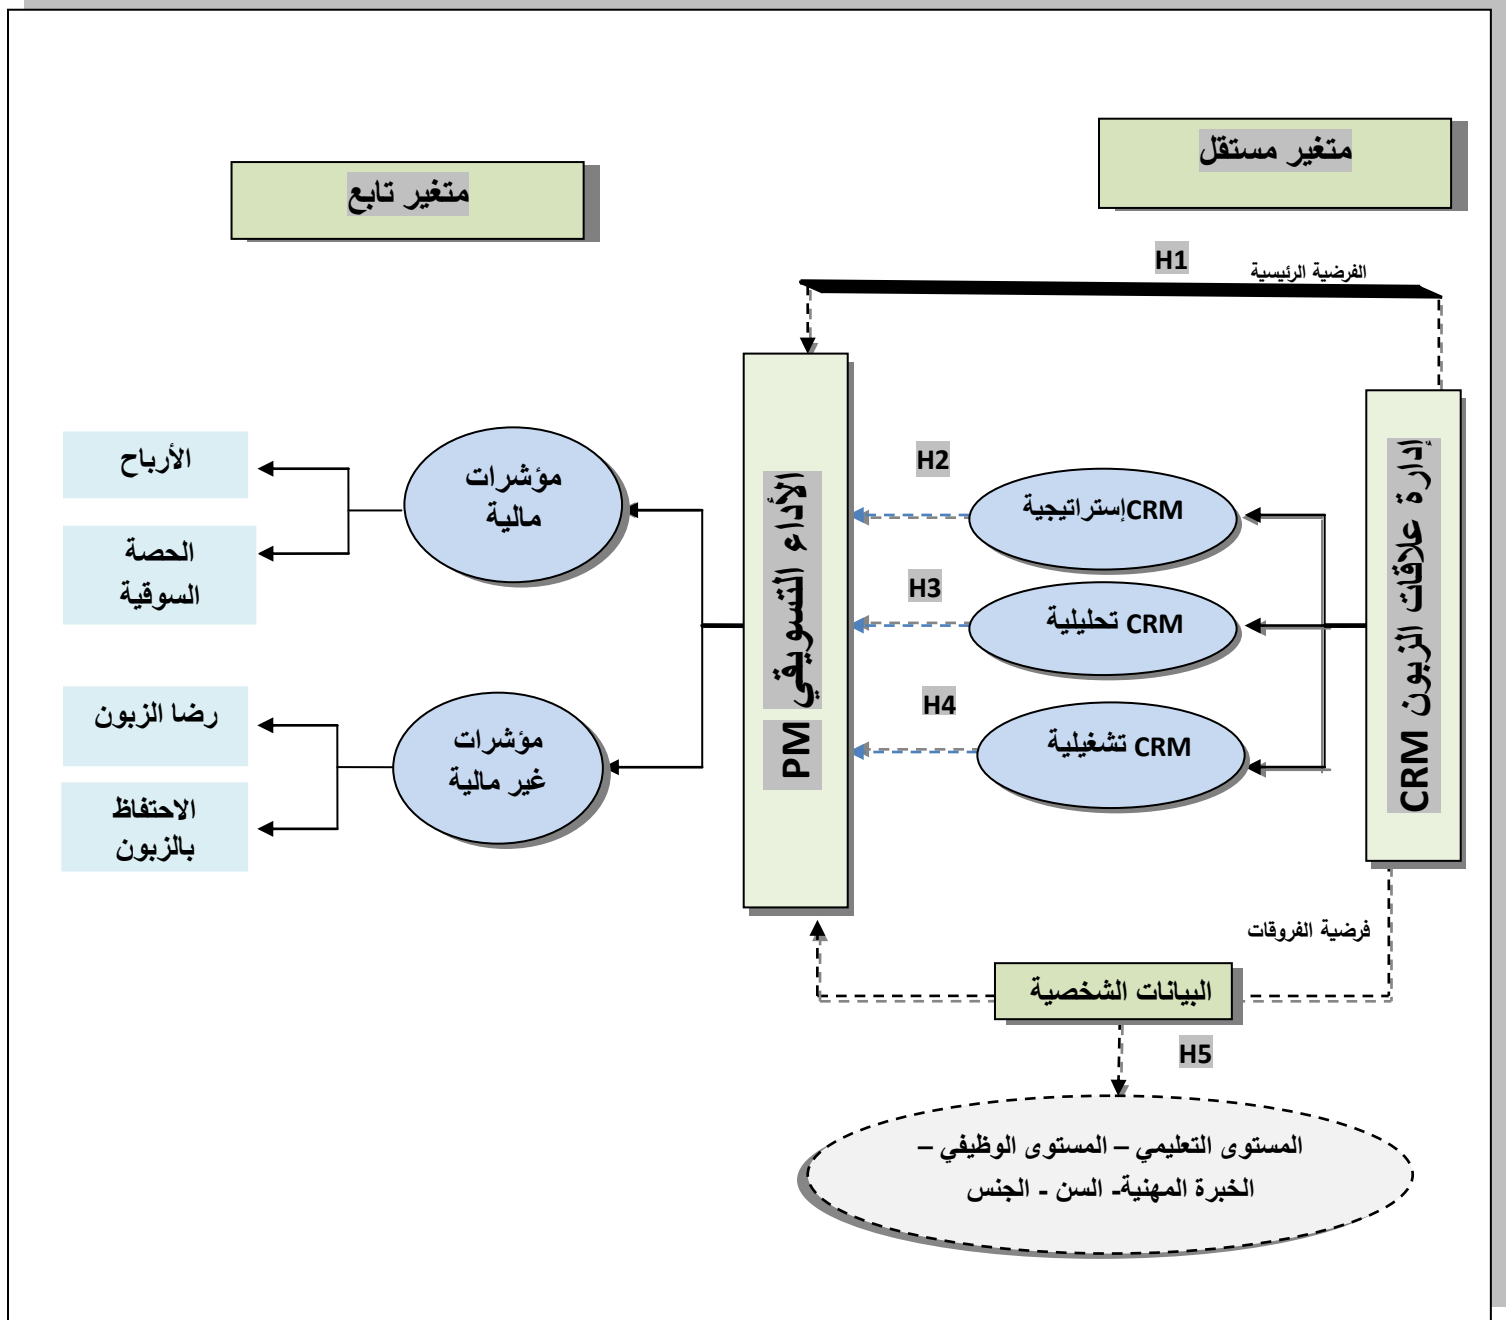 متغير مستقل
متغير تابع
H1
الفرضية الرئيسية
إدارة علاقات الزبون CRM
H2
CRMإستراتيجية
H3
CRM تحليلية
H4
CRM تشغيلية
الأداء التسويقي PM
مؤشرات
مالية
الأرباح
الحصة
السوقية
مؤشرات
غير مالية
رضا الزبون
الاحتفاظ
بالزبون
فرضية الفروقات
البيانات الشخصية
H5
المستوى التعليمي – المستوى الوظيفي –
الخبرة المهنية- السن - الجنس